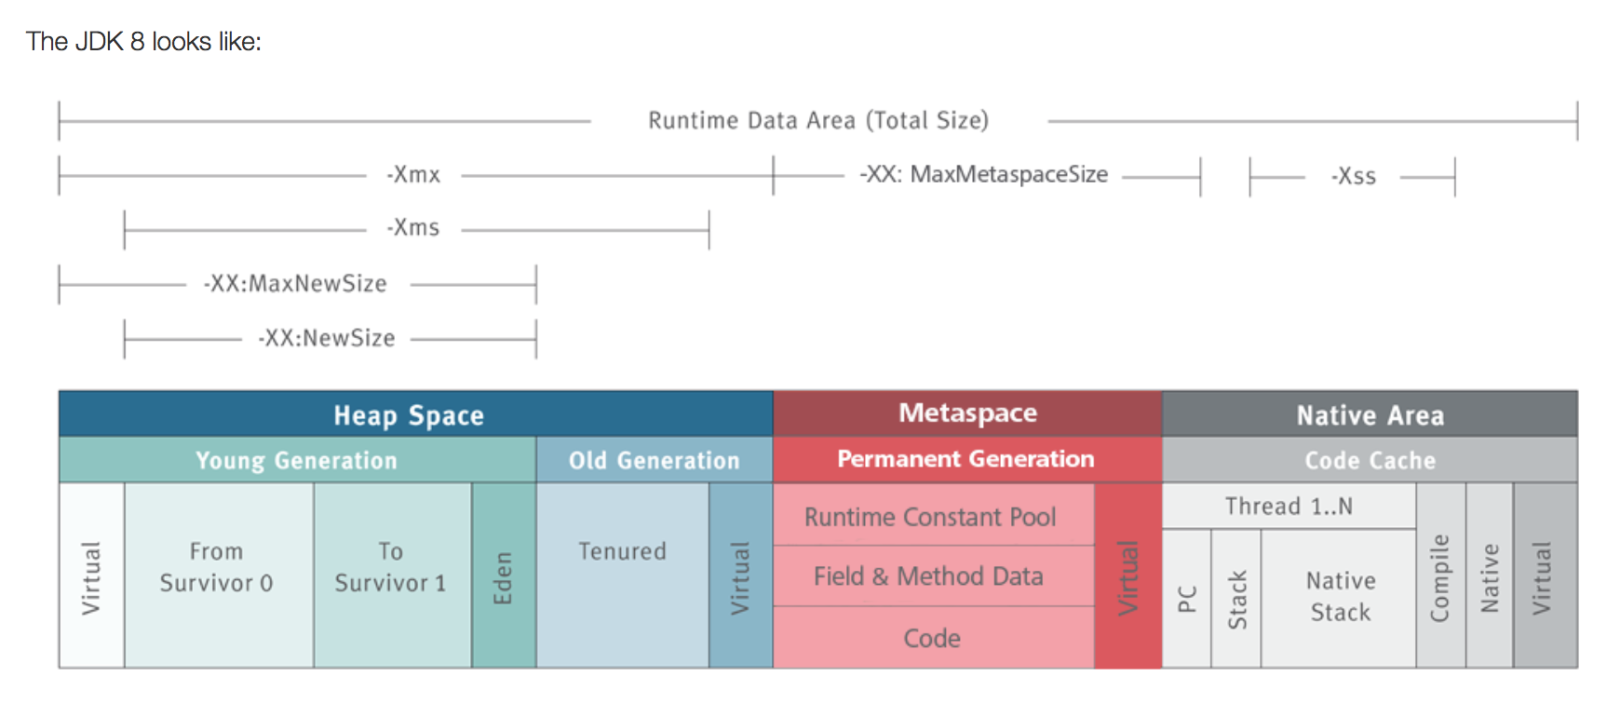 The JDK 8 looks like:
Runtime Data Area (Total Size)
-Xmx
-XX: MaxMetaspaceSize
-Xss
-Xms
-XX:MaxNewSize
-XX:NewSize
Heap Space
Metaspace
Native Area
Young Generation
Old Generation
Permanent Generation
Code Cache
Virtual
From
Survivor 0
To
Survivor 1
Eden
Tenured
Virtual
Runtime Constant Pool
Field & Method Data
Code
Virtual
Thread 1..N
PC
Stack
Native
Stack
Compile
Native
Virtual